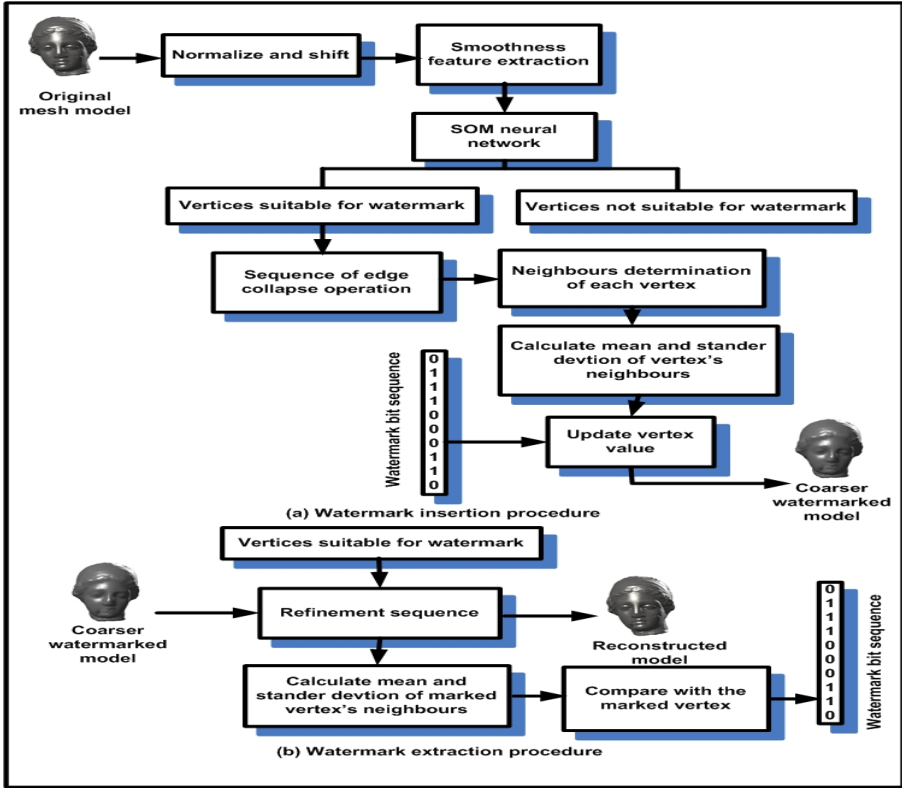 Original
mesh model
Normalize and shift
Smoothness
feature extraction
SOM neural
network
Vertices suitable for watermark
Vertices not suitable for watermark
Sequence of edge
collapse operation
Neighbours determination
of each vertex
Calculate mean and stander
devtion of vertex's
neighbours
Watermark bit sequence
0
1
1
1
0
0
0
1
1
0
Update vertex
value
Coarser
watermarked
model
(a) Watermark insertion procedure
Vertices suitable for watermark
Coarser
watermarked
model
Refinement sequence
Reconstructed
model
Calculate mean and
stander devtion of marked
vertex's neighbours
Compare with the
marked vertex
0
1
1
1
0
0
0
1
1
0
Watermark bit sequence
(b) Watermark extraction procedure